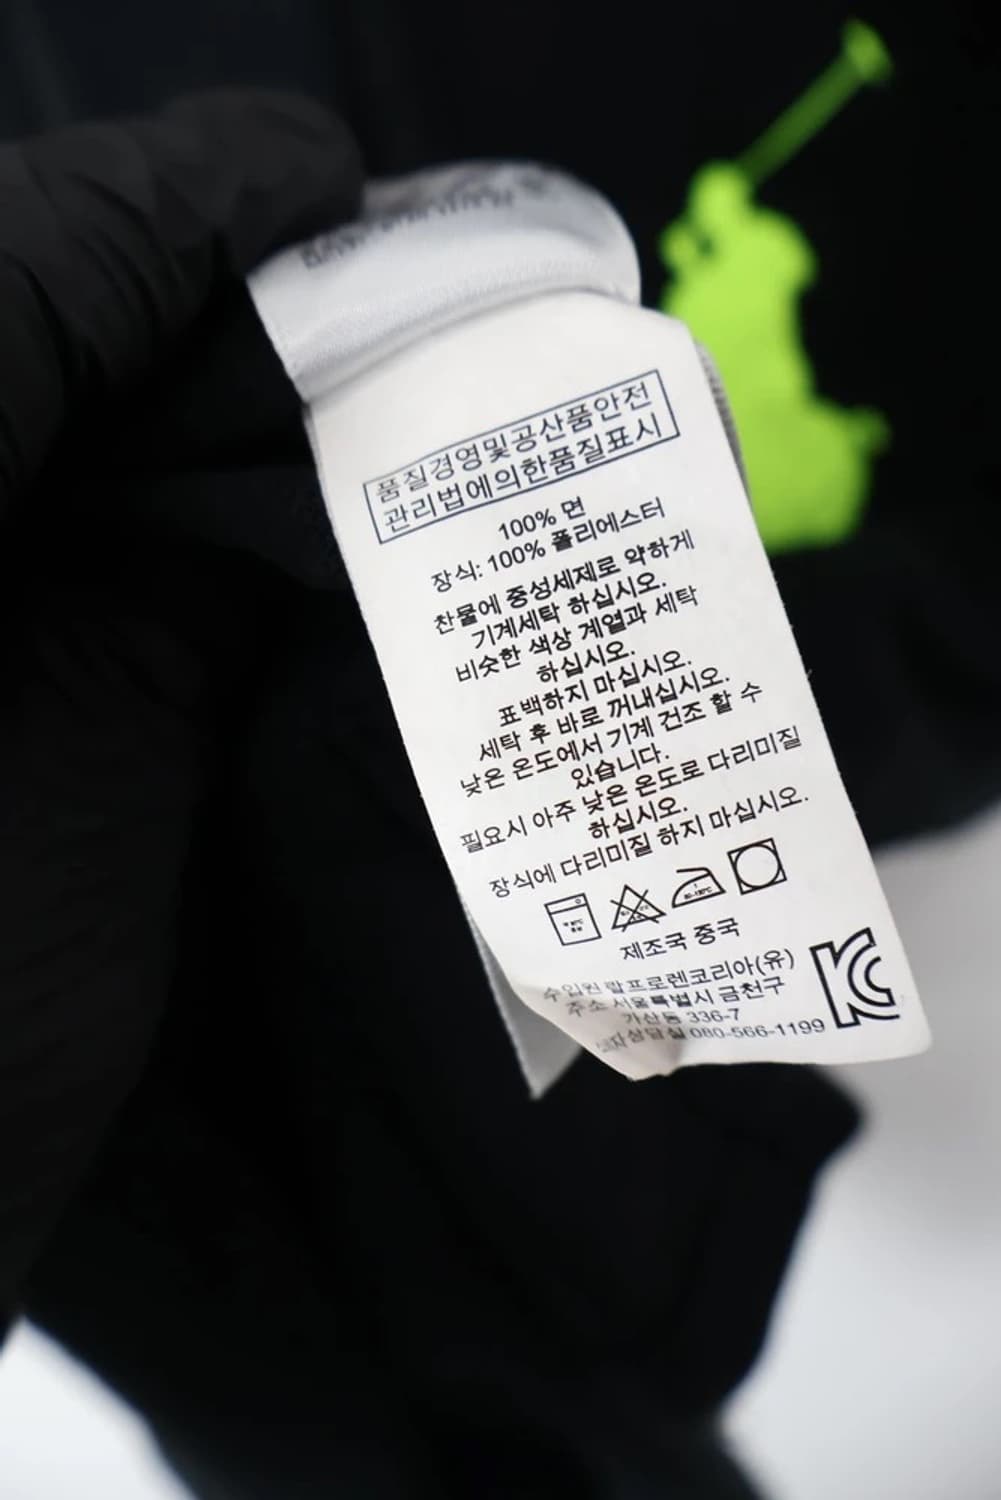 품질경영및공산품안전
관리법에의한품질표시
100% 면
장식: 100% 폴리에스터
찬물에 중성세제로 약하게
기계세탁 하십시오.
비슷한 색상 계열과 세탁
하십시오.
표백하지 마십시오.
세탁 후 바로 꺼내십시오.
낮은 온도에서 기계 건조 할 수
있습니다.
필요시 아주 낮은 온도로 다리미질
하십시오.
장식에 다리미질 하지 마십시오.
제조국 중국
수입원 랄프로렌코리아(유)
주소 서울특별시 금천구
가산동 336-7
080-566-1199